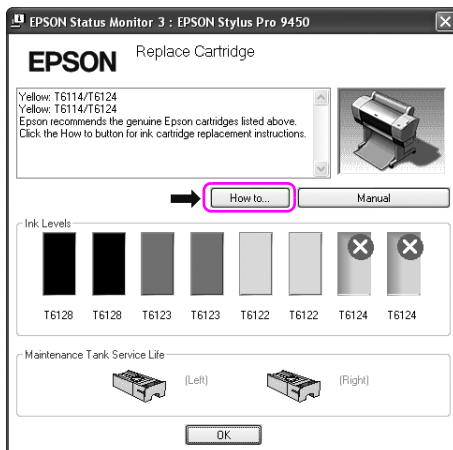 EPSON Status Monitor 3 : EPSON Stylus Pro 9450
EPSON Replace Cartridge
Yellow: T6114/T6124
Yellow: T6114/T6124
Epson recommends the genuine Epson cartridges listed above.
Click the How to button for ink cartridge replacement instructions.
How to... Manual
Ink Levels
T6128 T6128 T6123 T6123 T6122 T6122 T6124 T6124
Maintenance Tank Service Life
(Left) (Right)
OK